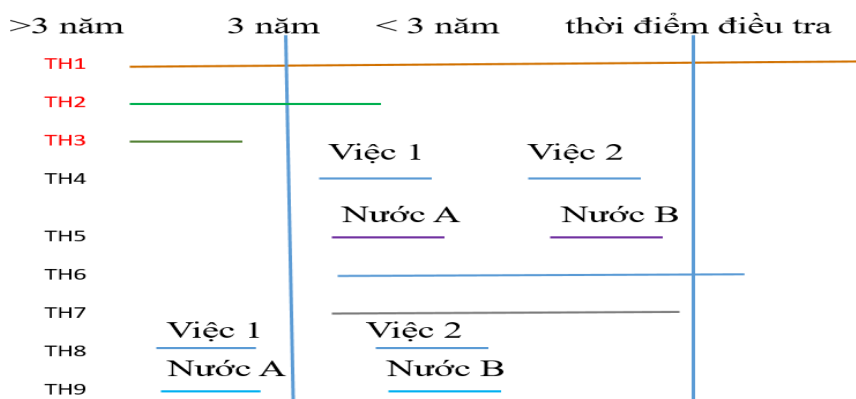 >3 năm 3 năm < 3 năm thời điểm điều tra
TH1
TH2
TH3
Việc 1 Việc 2
TH4
Nước A Nước B
TH5
TH6
TH7
Việc 1 Việc 2
TH8
Nước A Nước B
TH9